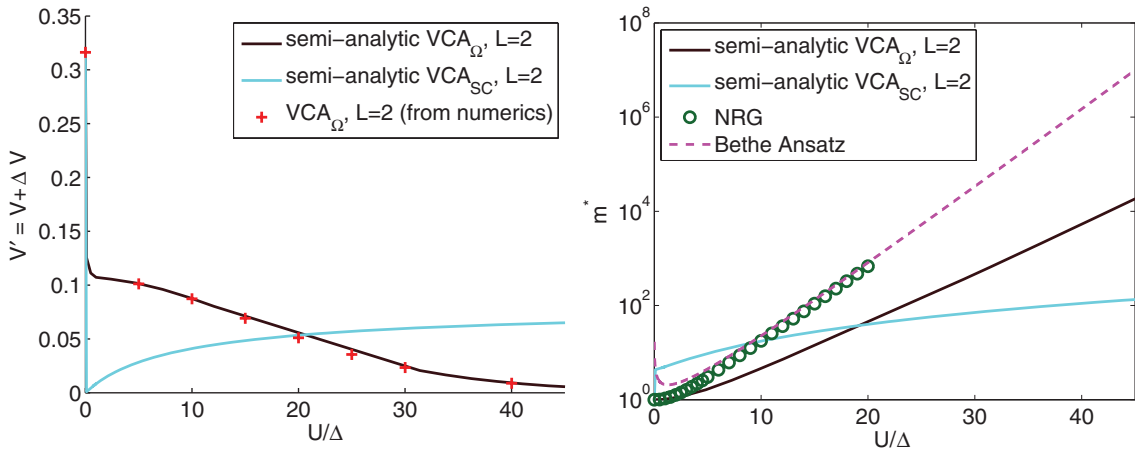 0.35
0.3
0.25
0.2
0.15
0.1
0.05
0
V' = V+Δ V
0 10 20 30 40
U/Δ
semi−analytic VCA_Ω, L=2
semi−analytic VCA_SC, L=2
VCA_Ω, L=2 (from numerics)
10^8
10^6
10^4
10^2
10^0
m^*
0 10 20 30 40
U/Δ
semi−analytic VCA_Ω, L=2
semi−analytic VCA_SC, L=2
NRG
Bethe Ansatz